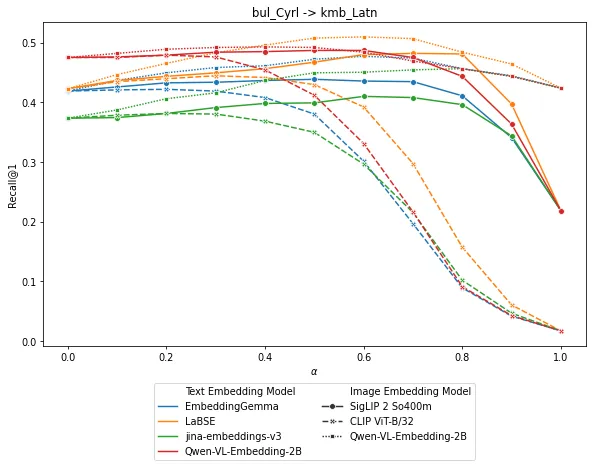 bul_Cyrl -> kmb_Latn
Recall@1
0.5
0.4
0.3
0.2
0.1
0.0
0.0 0.2 0.4 0.6 0.8 1.0
α
Text Embedding Model Image Embedding Model
EmbeddingGemma SigLIP 2 So400m
LaBSE CLIP ViT-B/32
jina-embeddings-v3 Qwen-VL-Embedding-2B
Qwen-VL-Embedding-2B